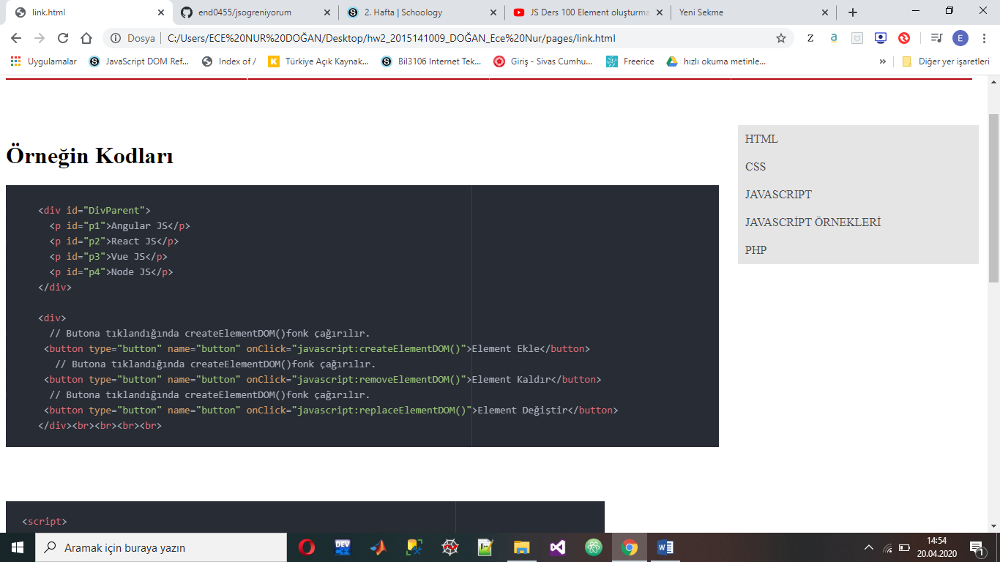 link.html
end0455/jsogreniyorum
2. Hafta | Schoology
JS Ders 100 Element oluşturma
Yeni Sekme
Dosya | C:/Users/ECE%20NUR%20DOĞAN/Desktop/hw2_2015141009_DOĞAN_Ece%20Nur/pages/link.html
Z
a
E
Uygulamalar
JavaScript DOM Ref...
Index of /
Türkiye Açık Kaynak...
Bil3106 Internet Tek...
Giriş - Sivas Cumhu...
Freerice
hızlı okuma metinle...
»
Diğer yer işaretleri
Örneğin Kodları
<div id="DivParent">
<p id="p1">Angular JS</p>
<p id="p2">React JS</p>
<p id="p3">Vue JS</p>
<p id="p4">Node JS</p>
</div>
<div>
// Butona tıklandığında createElementDOM()fonk çağırılır.
<button type="button" name="button" onClick="javascript:createElementDOM()">Element Ekle</button>
// Butona tıklandığında createElementDOM()fonk çağırılır.
<button type="button" name="button" onClick="javascript:removeElementDOM()">Element Kaldır</button>
// Butona tıklandığında createElementDOM()fonk çağırılır.
<button type="button" name="button" onClick="javascript:replaceElementDOM()">Element Değiştir</button>
</div><br><br><br><br>
<script>
HTML
CSS
JAVASCRIPT
JAVASCRİPT ÖRNEKLERİ
PHP
Aramak için buraya yazın
DEV
14:54
20.04.2020
1